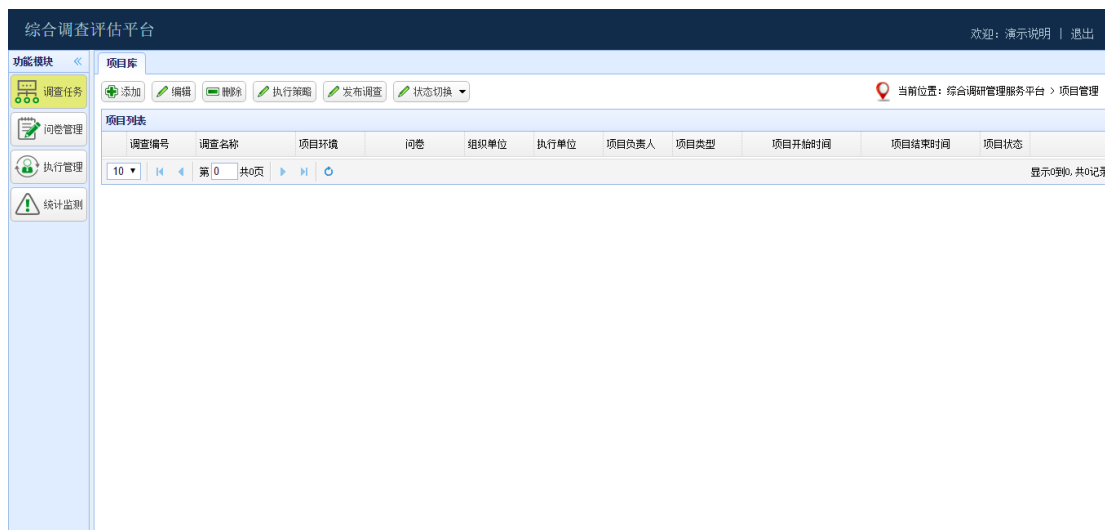 综合调查评估平台
欢迎：演示说明 | 退出
功能模块 《 项目库
调查任务 添加 编辑 删除 执行策略 发布调查 状态切换 当前位置：综合调研管理服务平台 > 项目管理
项目列表
问卷管理
调查编号 调查名称 项目环境 问卷 组织单位 执行单位 项目负责人 项目类型 项目开始时间 项目结束时间 项目状态
执行管理
10 第 0 共0页 显示0到0,共0记录
统计监测